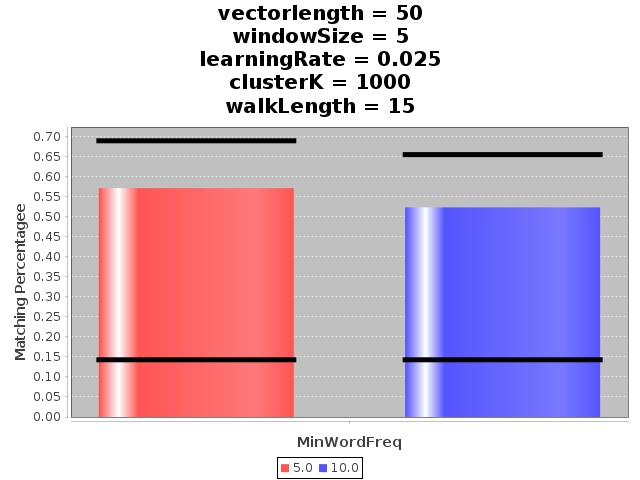 vectorlength = 50
windowSize = 5
learningRate = 0.025
clusterK = 1000
walkLength = 15
0.70
0.65
0.60
0.55
0.50
0.45
0.40
0.35
0.30
0.25
0.20
0.15
0.10
0.05
0.00
Matching Percentagee
MinWordFreq
5.0 10.0